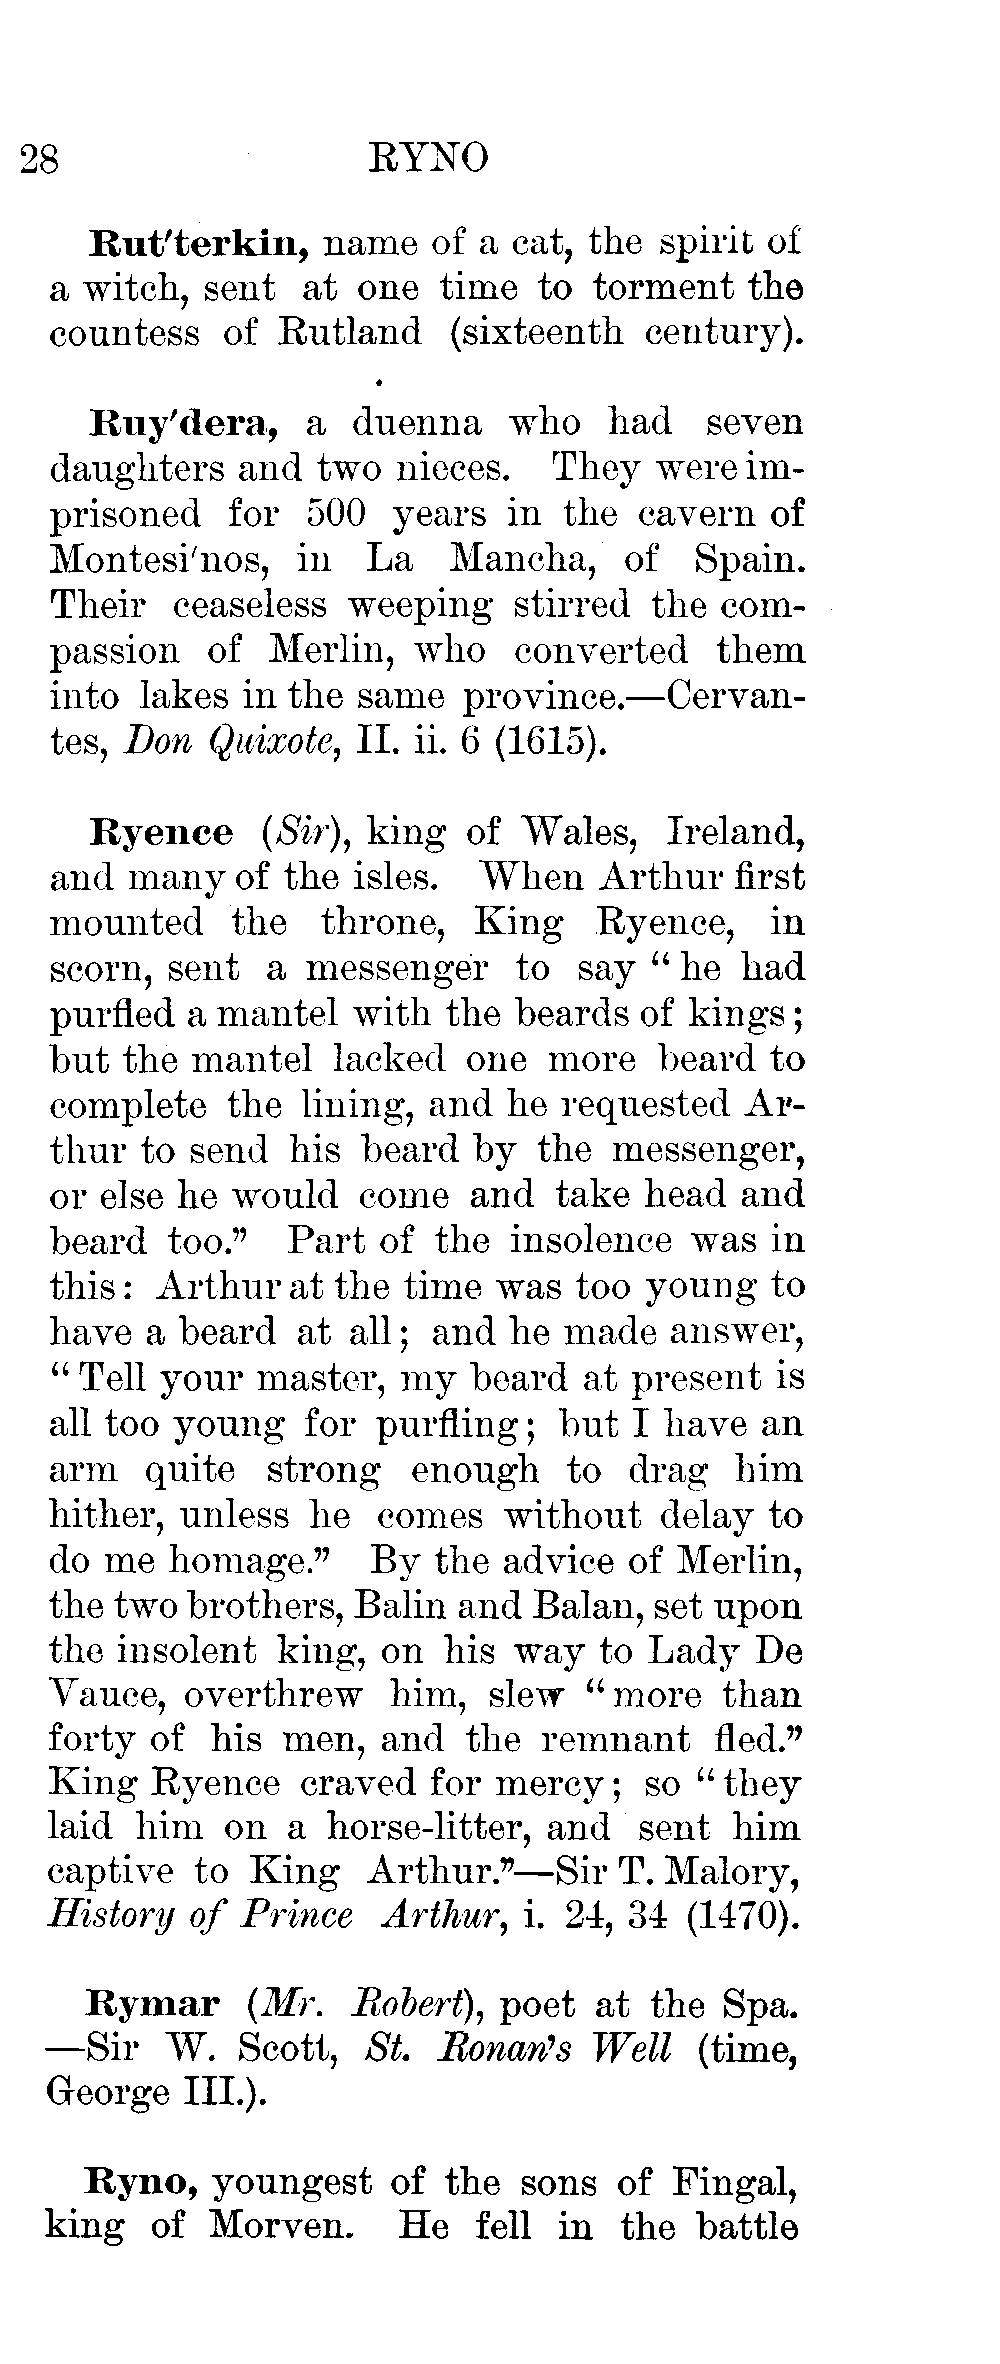 28 RYNO
Rut'terkin, name of a cat, the spirit of
a witch, sent at one time to torment the
countess of Rutland (sixteenth century).
Ruy'dera, a duenna who had seven
daughters and two nieces. They were im-
prisoned for 500 years in the cavern of
Montesi'nos, in La Mancha, of Spain.
Their ceaseless weeping stirred the com-
passion of Merlin, who converted them
into lakes in the same province.—Cervan-
tes, Don Quixote, II. ii. 6 (1615).
Ryence (Sir), king of Wales, Ireland,
and many of the isles. When Arthur first
mounted the throne, King Ryence, in
scorn, sent a messenger to say “he had
purfled a mantel with the beards of kings;
but the mantel lacked one more beard to
complete the lining, and he requested Ar-
thur to send his beard by the messenger,
or else he would come and take head and
beard too.” Part of the insolence was in
this: Arthur at the time was too young to
have a beard at all; and he made answer,
“Tell your master, my beard at present is
all too young for purfling; but I have an
arm quite strong enough to drag him
hither, unless he comes without delay to
do me homage.” By the advice of Merlin,
the two brothers, Balin and Balan, set upon
the insolent king, on his way to Lady De
Vauce, overthrew him, slew “more than
forty of his men, and the remnant fled.”
King Ryence craved for mercy; so “they
laid him on a horse-litter, and sent him
captive to King Arthur.”—Sir T. Malory,
History of Prince Arthur, i. 24, 34 (1470).
Rymar (Mr. Robert), poet at the Spa.
—Sir W. Scott, St. Ronan's Well (time,
George III.).
Ryno, youngest of the sons of Fingal,
king of Morven. He fell in the battle